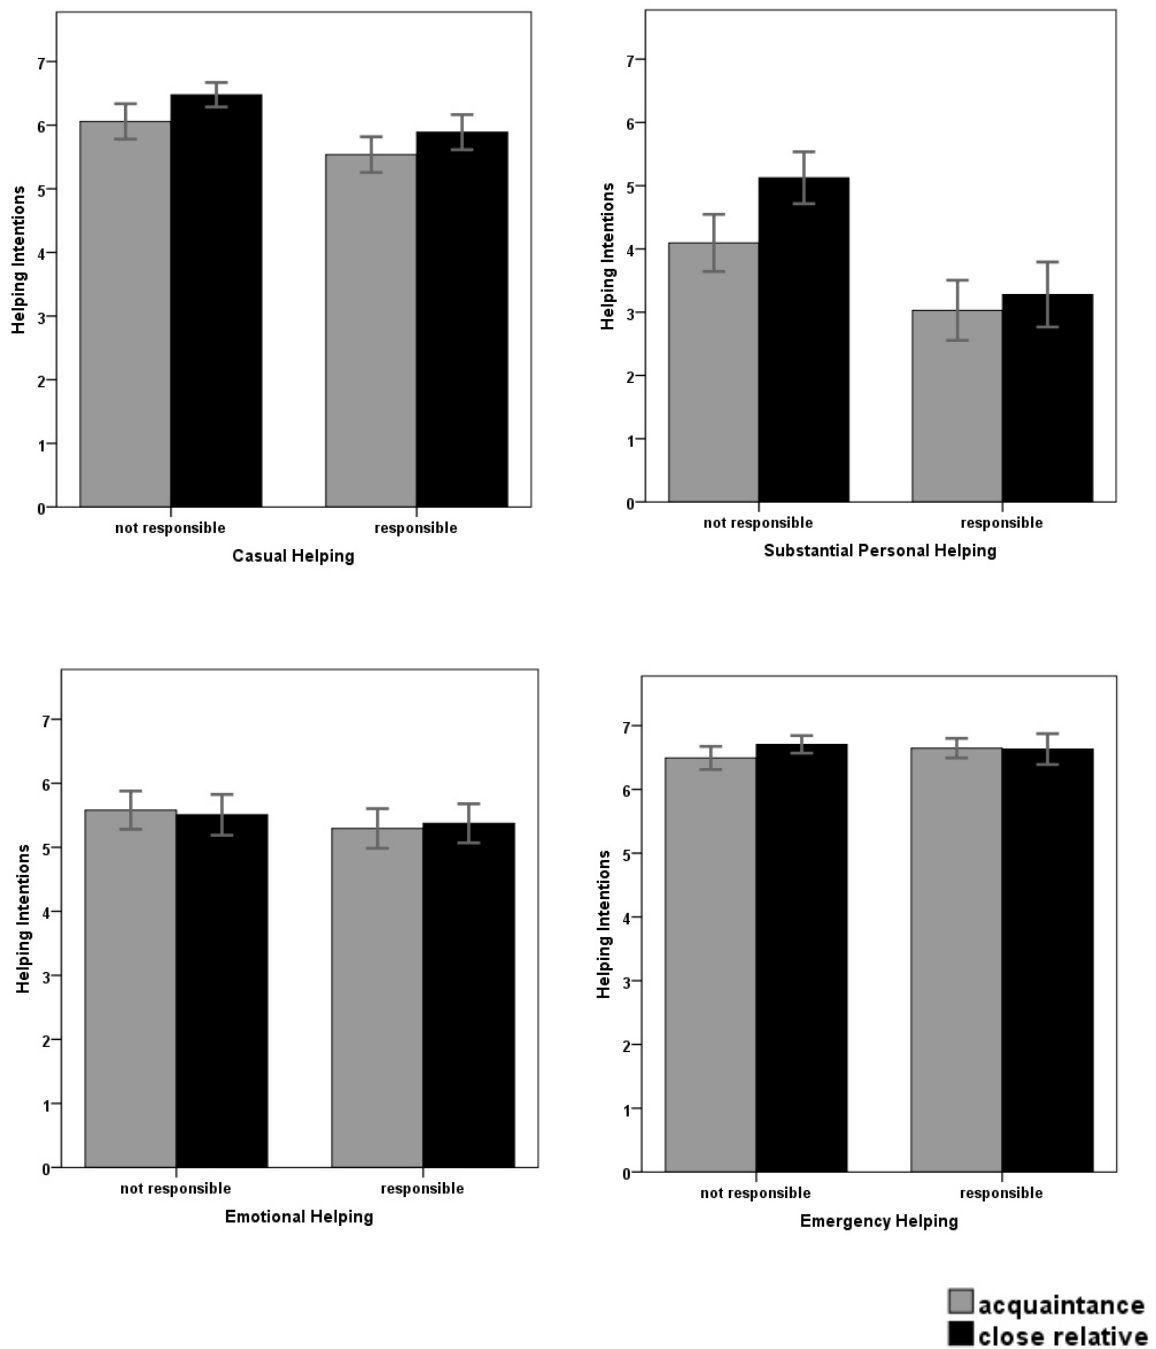 7
6
5
4
3
2
1
0
Helping Intentions
not responsible
responsible
Casual Helping
7
6
5
4
3
2
1
0
Helping Intentions
not responsible
responsible
Substantial Personal Helping
7
6
5
4
3
2
1
0
Helping Intentions
not responsible
responsible
Emotional Helping
7
6
5
4
3
2
1
0
Helping Intentions
not responsible
responsible
Emergency Helping
acquaintance
close relative